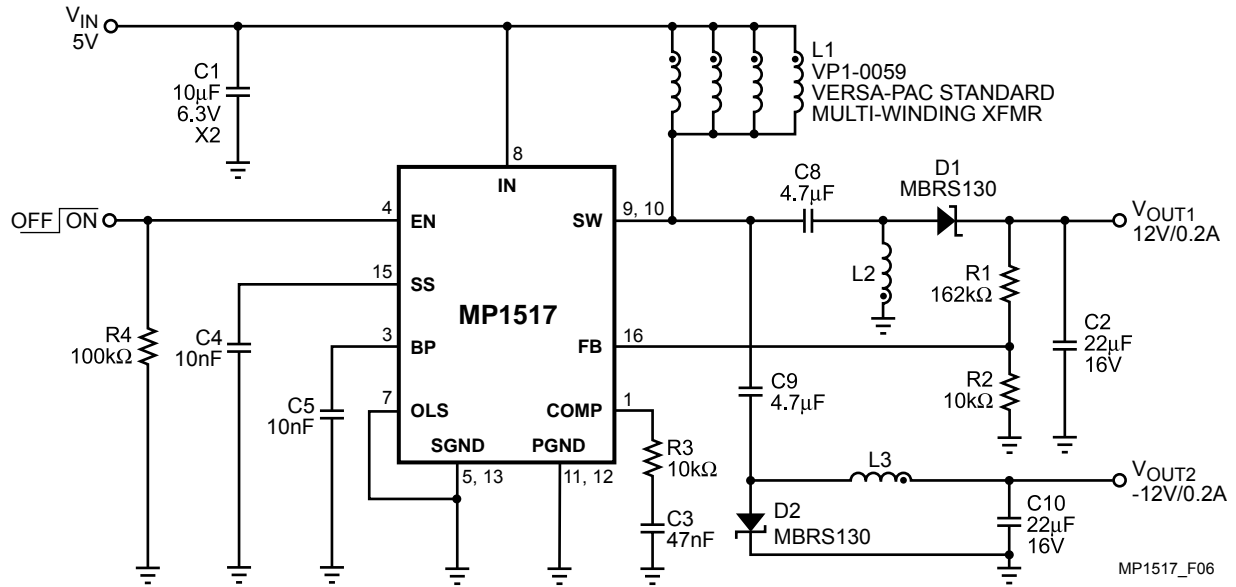 VIN
5V
C1
10µF
6.3V
X2
L1
VP1-0059
VERSA-PAC STANDARD
MULTI-WINDING XFMR
8
IN
OFF ON
4
EN
SW
9, 10
C8
4.7µF
D1
MBRS130
VOUT1
12V/0.2A
R4
100kΩ
C4
10nF
15
SS
MP1517
L2
R1
162kΩ
C2
22µF
16V
C5
10nF
3
BP
FB
16
R2
10kΩ
7
OLS
COMP
1
C9
4.7µF
SGND
PGND
5, 13
11, 12
R3
10kΩ
C3
47nF
L3
D2
MBRS130
VOUT2
-12V/0.2A
C10
22µF
16V
MP1517_F06